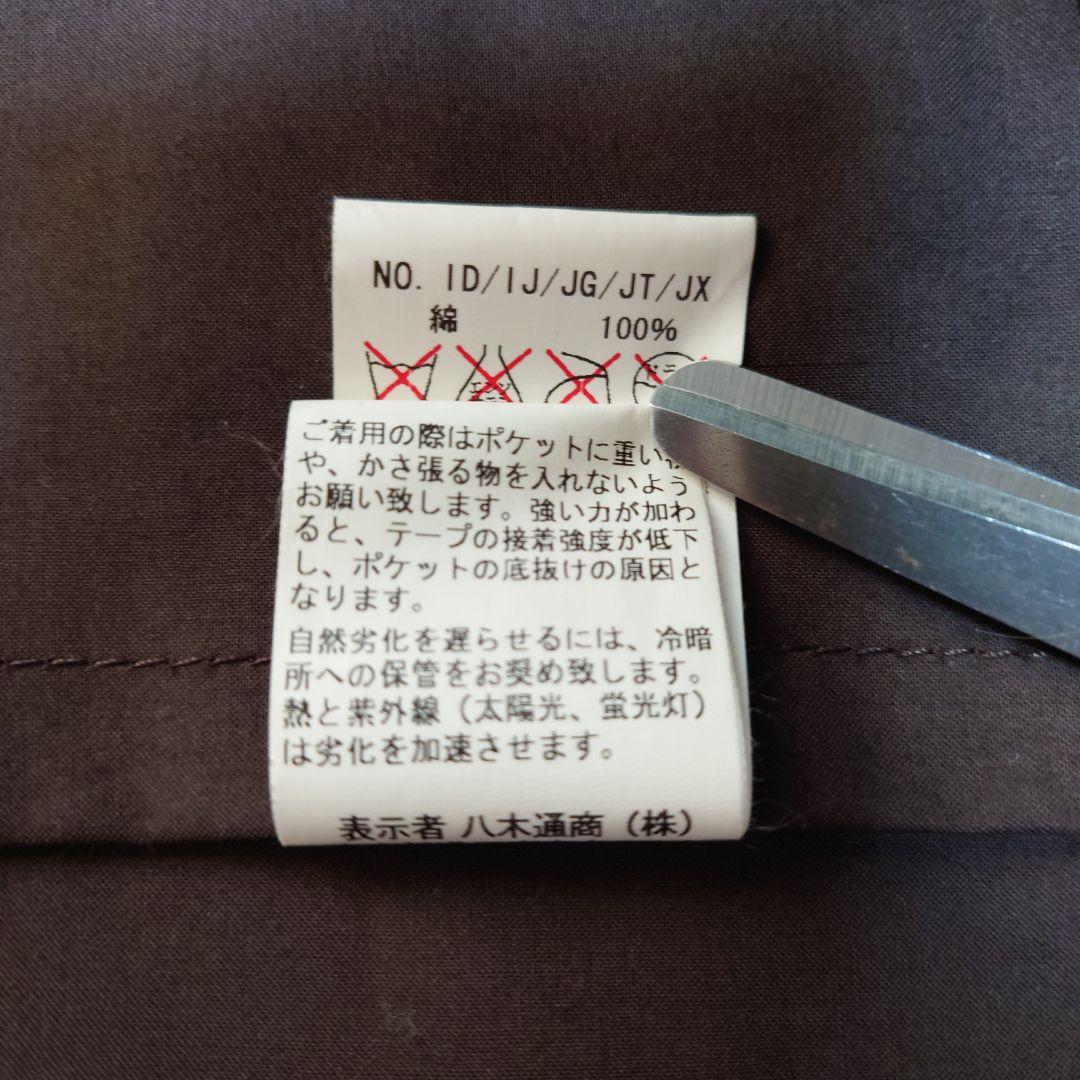 NO. ID/IJ/JG/JT/JX
綿 100%
ご着用の際はポケットに重い
や、かさ張る物を入れないよう
お願い致します。強い力が加わ
ると、テープの接着強度が低下
し、ポケットの底抜けの原因と
なります。
自然劣化を遅らせるには、冷暗
所への保管をお奨め致します。
熱と紫外線（太陽光、蛍光灯）
は劣化を加速させます。
表示者 八木通商（株）